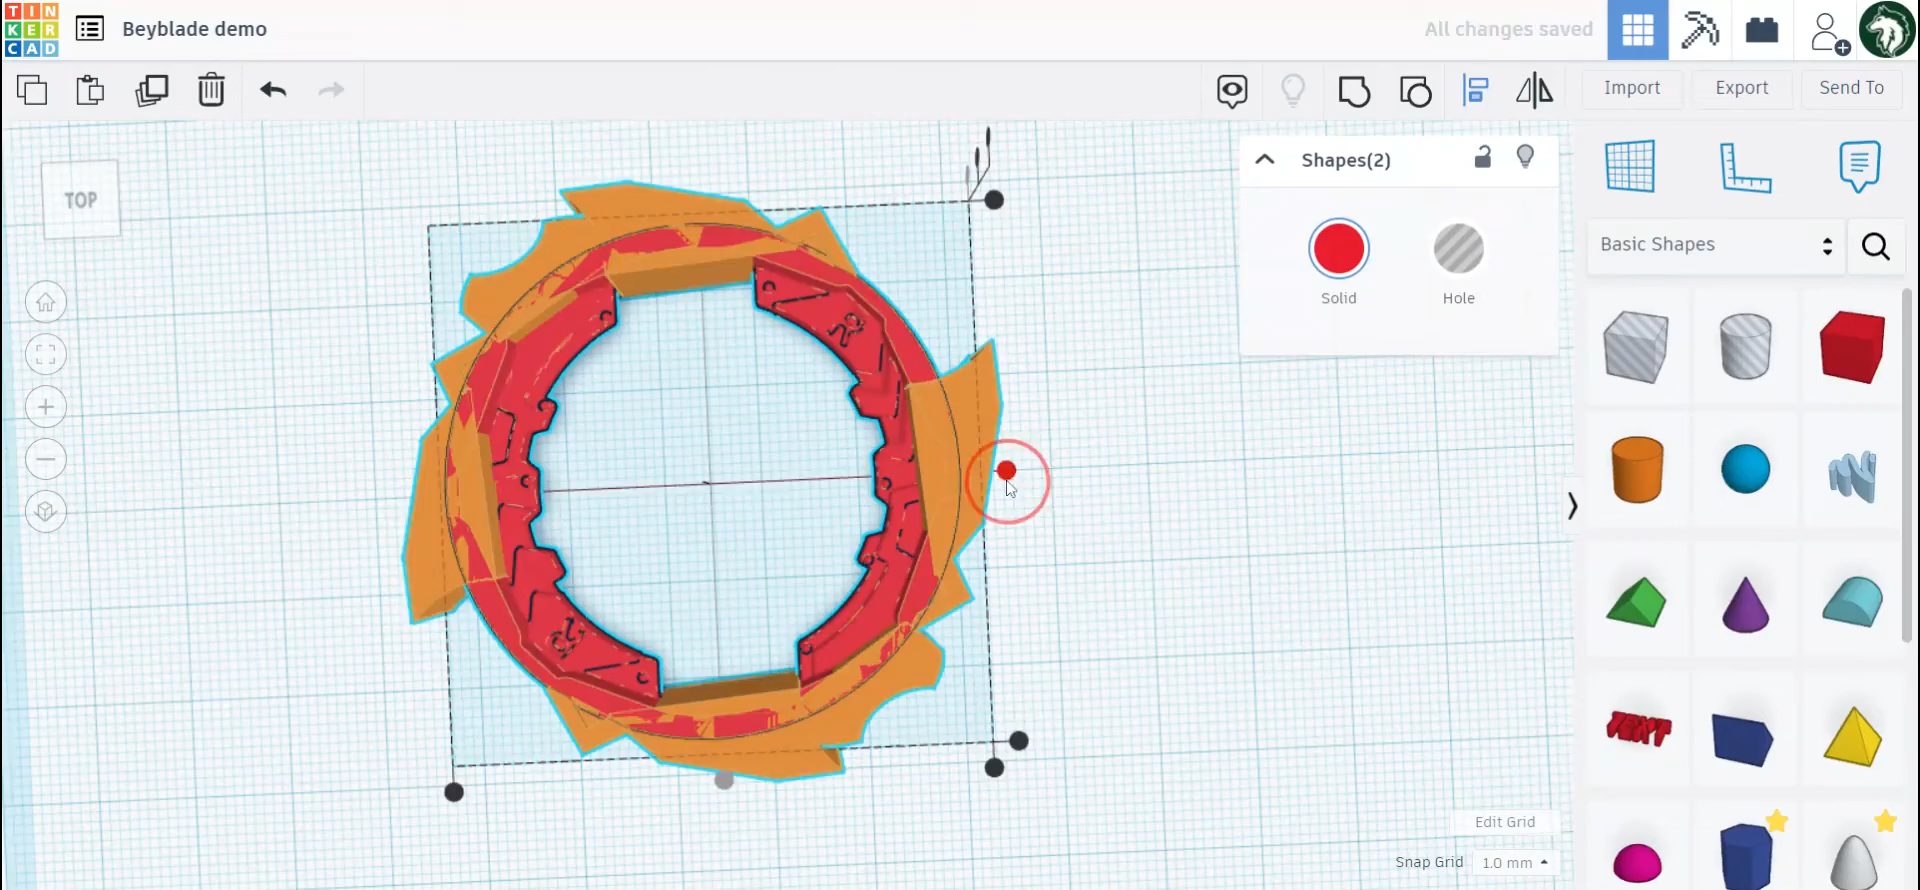 TIN
KER
CAD
Beyblade demo
All changes saved
Import
Export
Send To
TOP
Shapes(2)
Solid
Hole
Basic Shapes
TEXT
Edit Grid
Snap Grid
1.0 mm